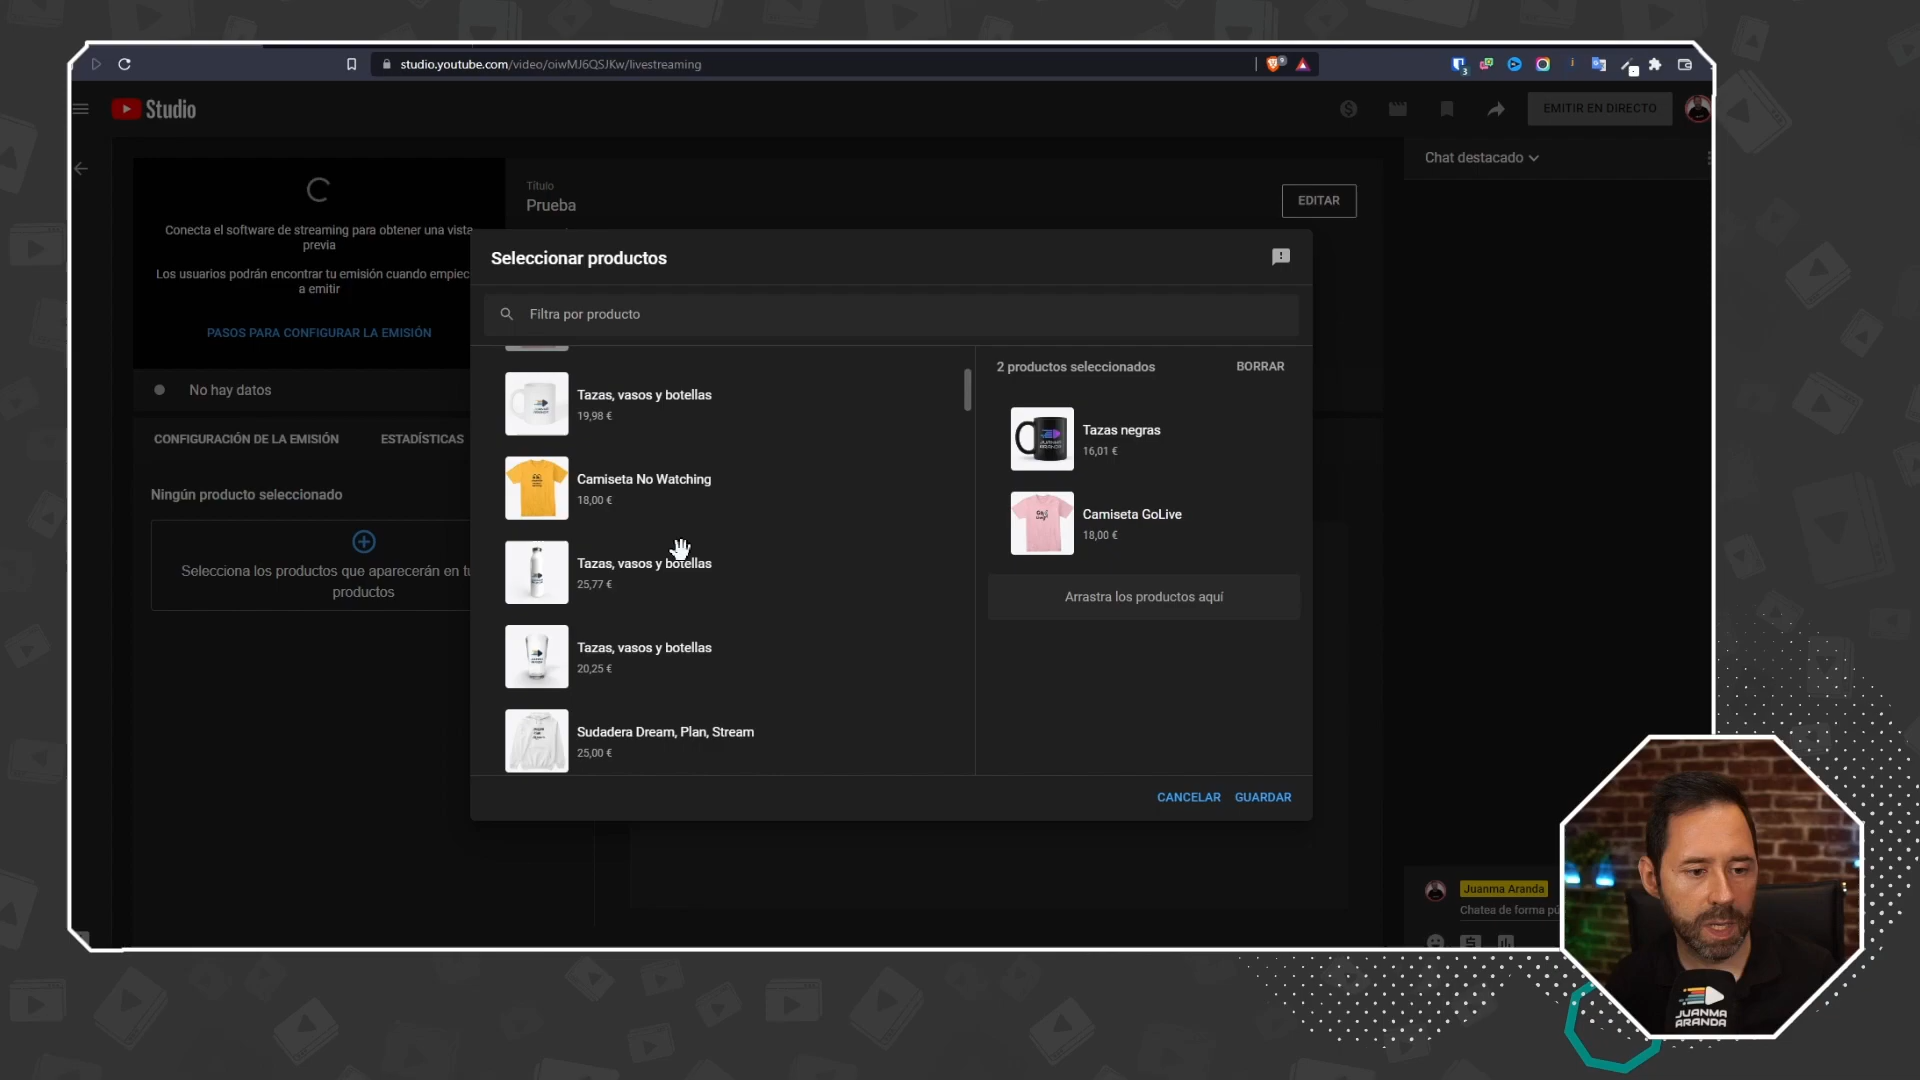 studio.youtube.com/video/oiwMJ6QSJKw/livestreaming
Studio
EMITIR EN DIRECTO
Chat destacado
Conecta el software de streaming para obtener una vista
previa
Los usuarios podrán encontrar tu emisión cuando empiec
a emitir
PASOS PARA CONFIGURAR LA EMISIÓN
Título
Prueba
EDITAR
No hay datos
CONFIGURACIÓN DE LA EMISIÓN
ESTADÍSTICAS
Ningún producto seleccionado
Selecciona los productos que aparecerán en tu
productos
Seleccionar productos
Filtra por producto
Tazas, vasos y botellas
19,98 €
Camiseta No Watching
18,00 €
Tazas, vasos y botellas
25,77 €
Tazas, vasos y botellas
20,25 €
Sudadera Dream, Plan, Stream
25,00 €
2 productos seleccionados
BORRAR
Tazas negras
16,01 €
Camiseta GoLive
18,00 €
Arrastra los productos aquí
CANCELAR
GUARDAR
Juanma Aranda
Chatea de forma pú
JUANMA
ARANDA